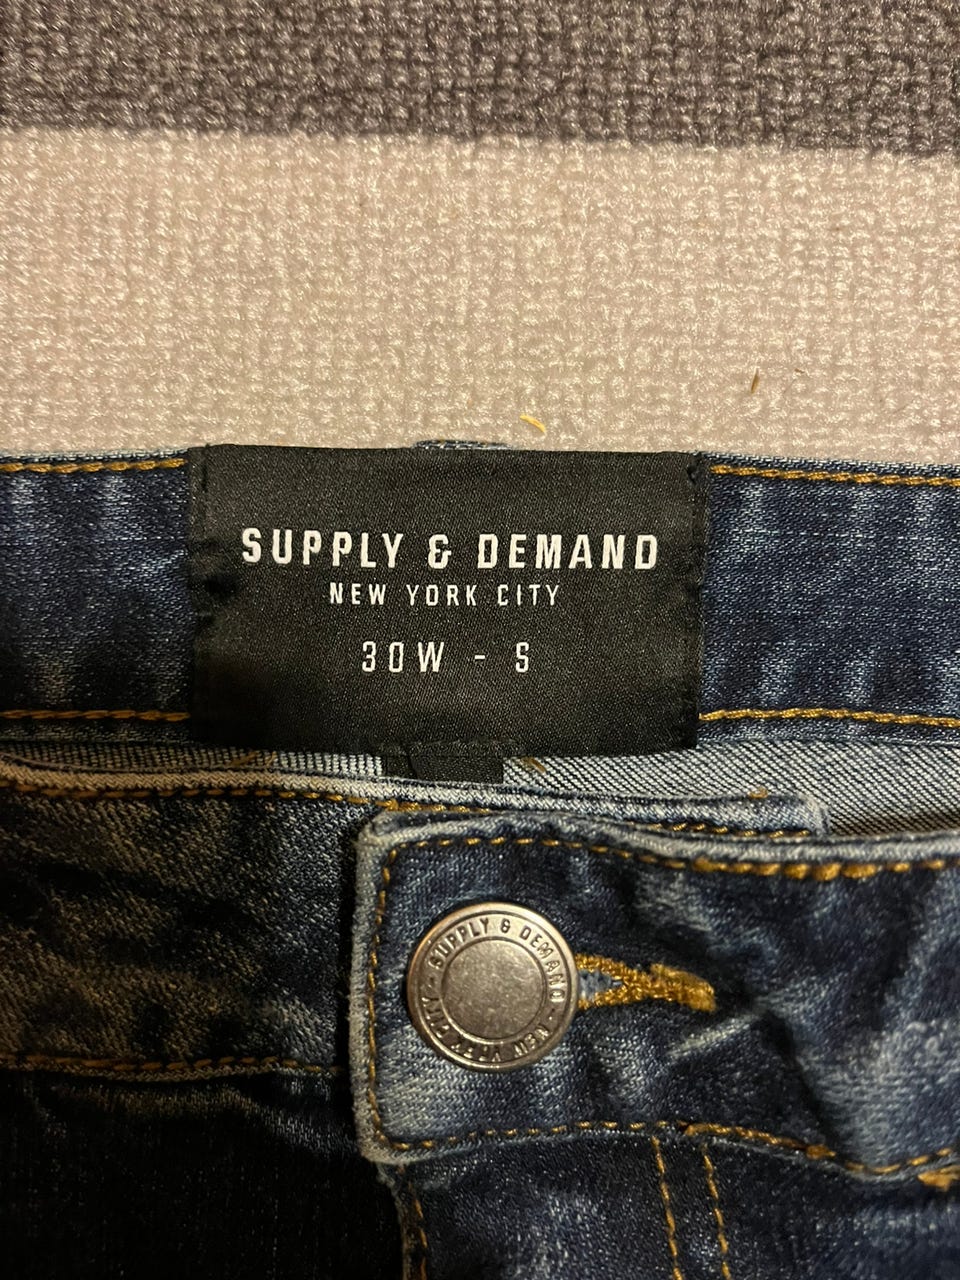 SUPPLY & DEMAND
NEW YORK CITY
30W - S
SUPPLY & DEMAND - NEW YORK CITY -